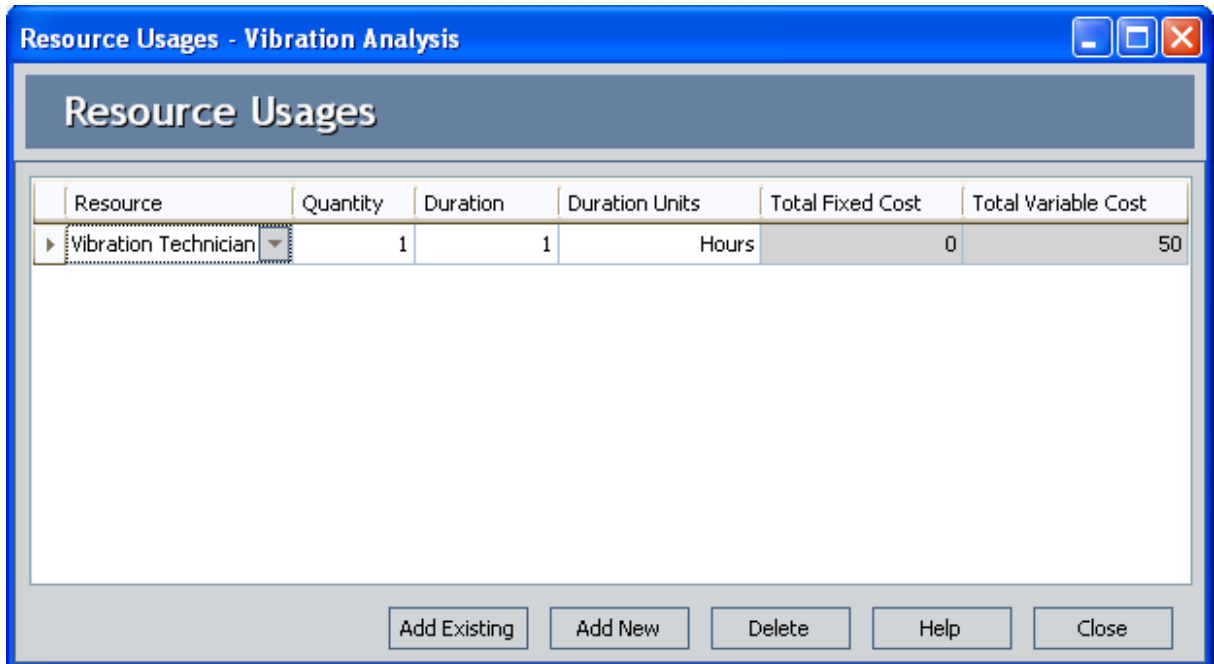 Resource Usages - Vibration Analysis
Resource Usages
Resource Quantity Duration Duration Units Total Fixed Cost Total Variable Cost
Vibration Technician 1 1 Hours 0 50
Add Existing Add New Delete Help Close